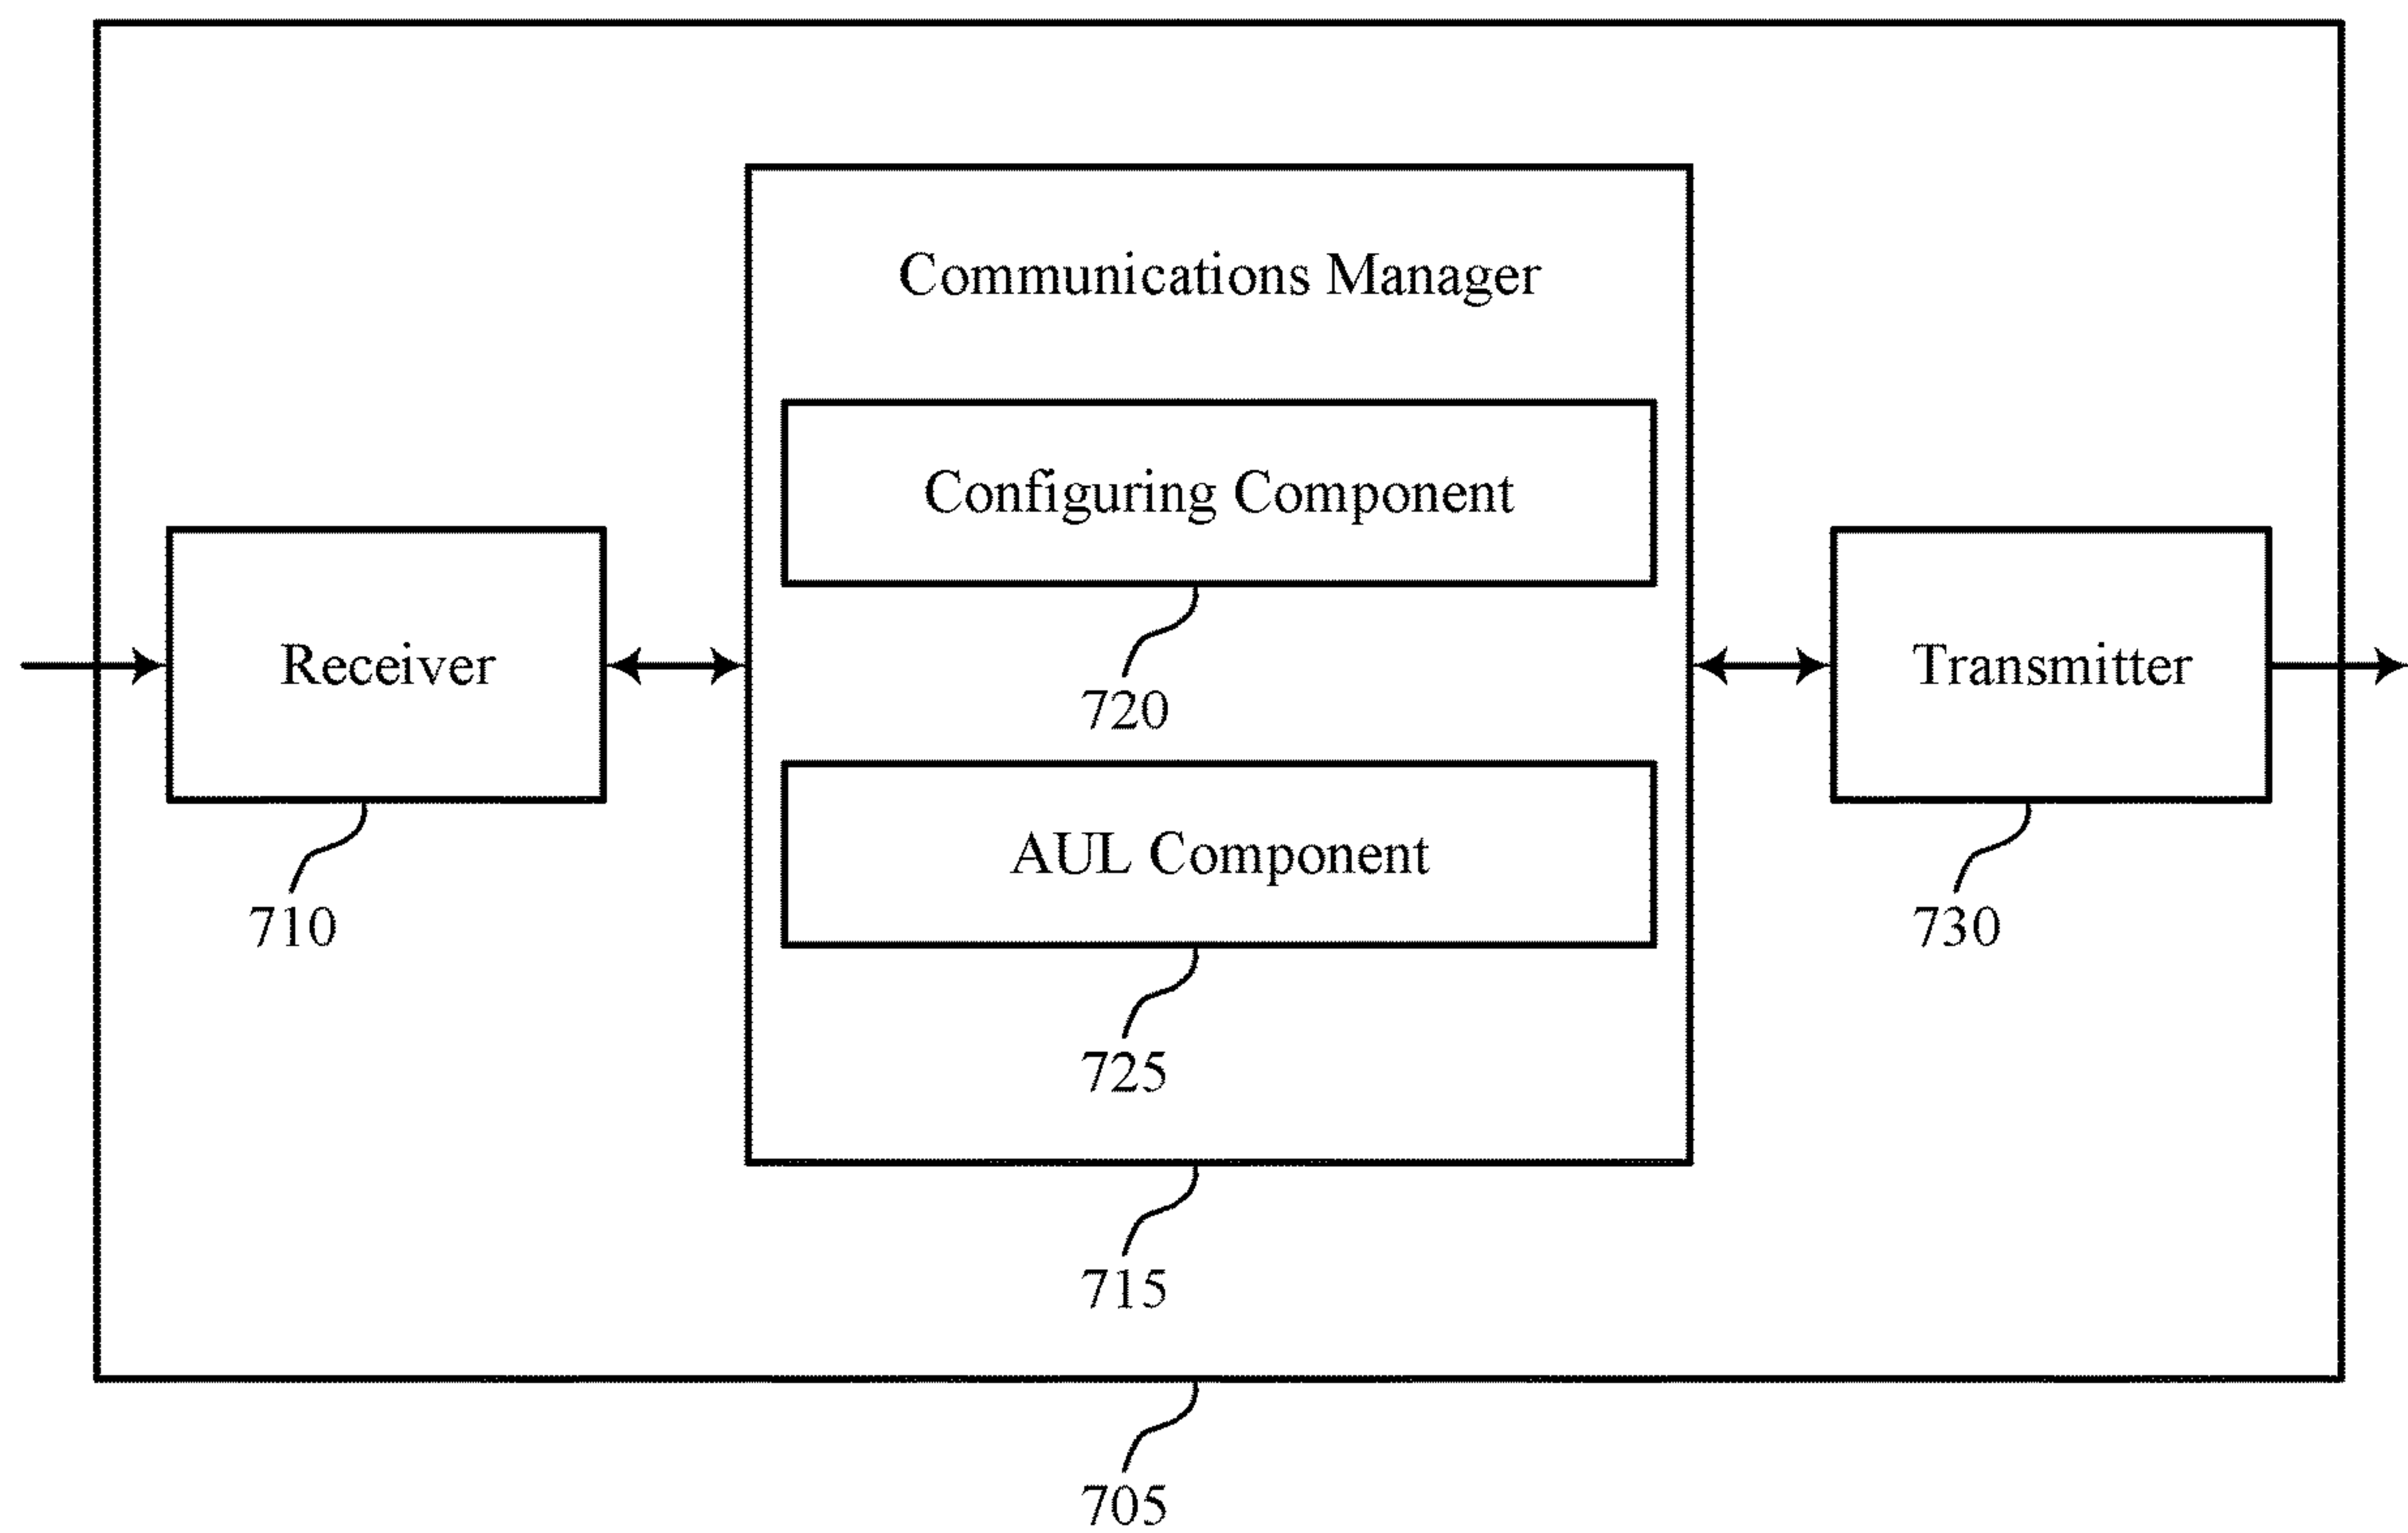 Communications Manager
Configuring Component
720
Receiver
710
AUL Component
725
Transmitter
730
715
705